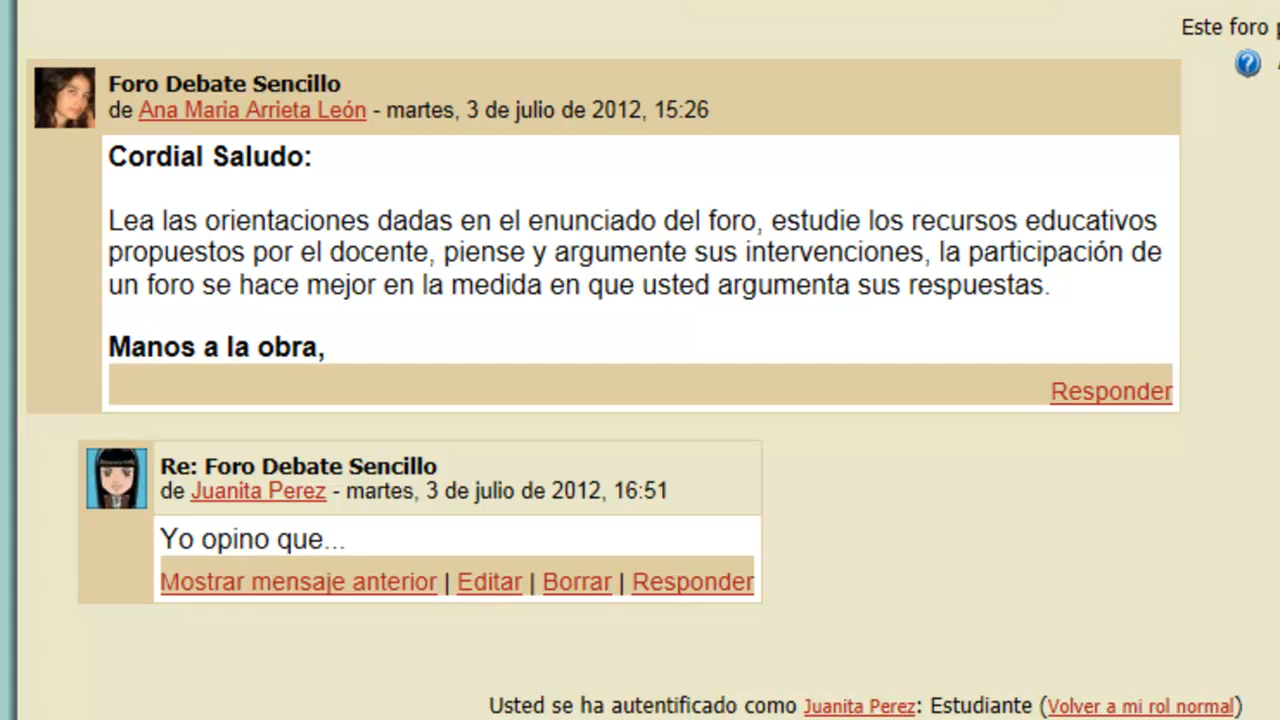 Este foro
Foro Debate Sencillo
de Ana Maria Arrieta León - martes, 3 de julio de 2012, 15:26
Cordial Saludo:
Lea las orientaciones dadas en el enunciado del foro, estudie los recursos educativos
propuestos por el docente, piense y argumente sus intervenciones, la participación de
un foro se hace mejor en la medida en que usted argumenta sus respuestas.
Manos a la obra,
Responder
Re: Foro Debate Sencillo
de Juanita Perez - martes, 3 de julio de 2012, 16:51
Yo opino que...
Mostrar mensaje anterior | Editar | Borrar | Responder
Usted se ha autentificado como Juanita Perez: Estudiante (Volver a mi rol normal)